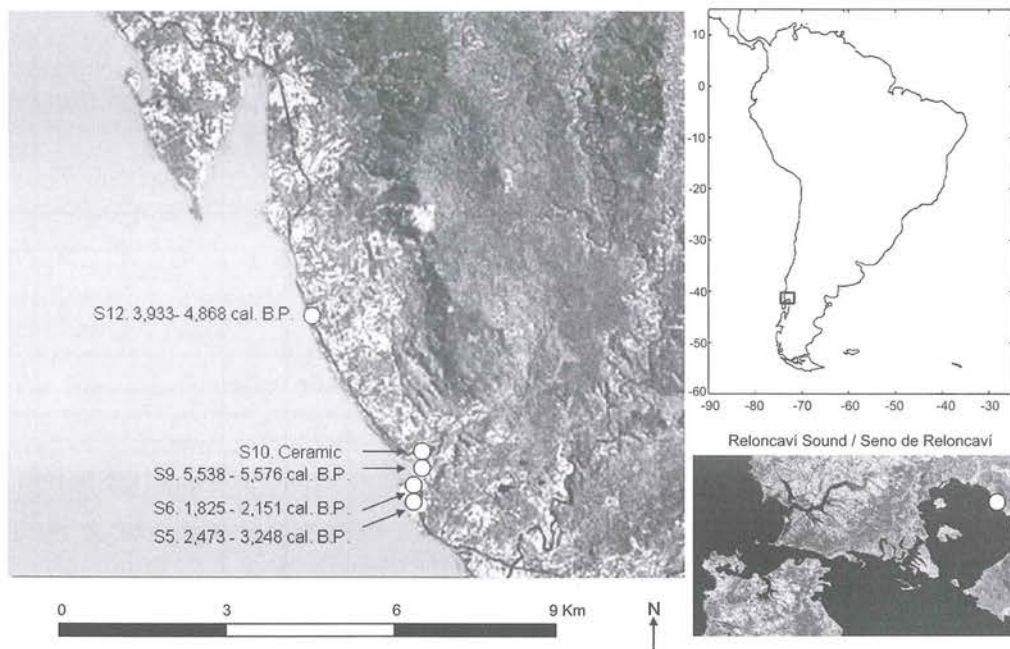 S12. 3,933- 4,868 cal. B.P.
S10. Ceramic
S9. 5,538 - 5,576 cal. B.P.
S6. 1,825 - 2,151 cal. B.P.
S5. 2,473 - 3,248 cal. B.P.
0 3 6 9 Km
N
10
0
-10
-20
-30
-40
-50
-60
-90 -80 -70 -60 -50 -40 -30
Reloncaví Sound / Seno de Reloncaví